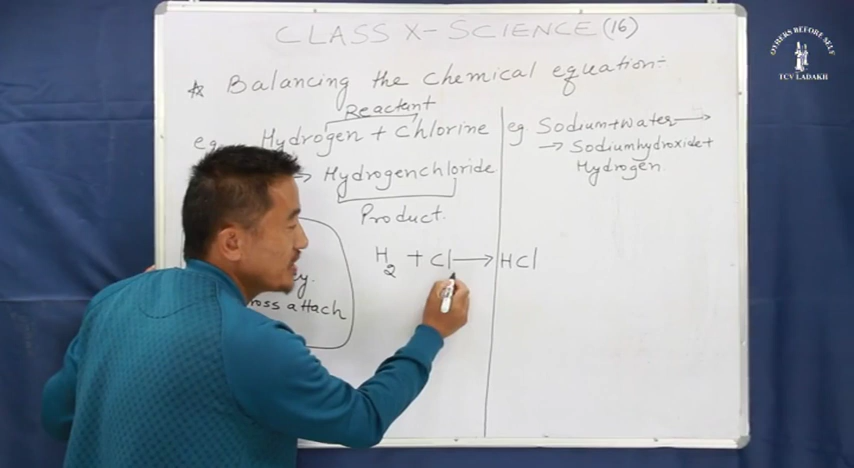 CLASS X-SCIENCE (16)
Balancing the chemical equation:-
Reactant
eg. Hydrogen + Chlorine
→ Hydrogenchloride
Product.
H2 + Cl → HCl
ross attach
eg. Sodium+water →
→ Sodiumhydroxide+
Hydrogen
OTHERS BEFORE SELF
TCV LADAKH